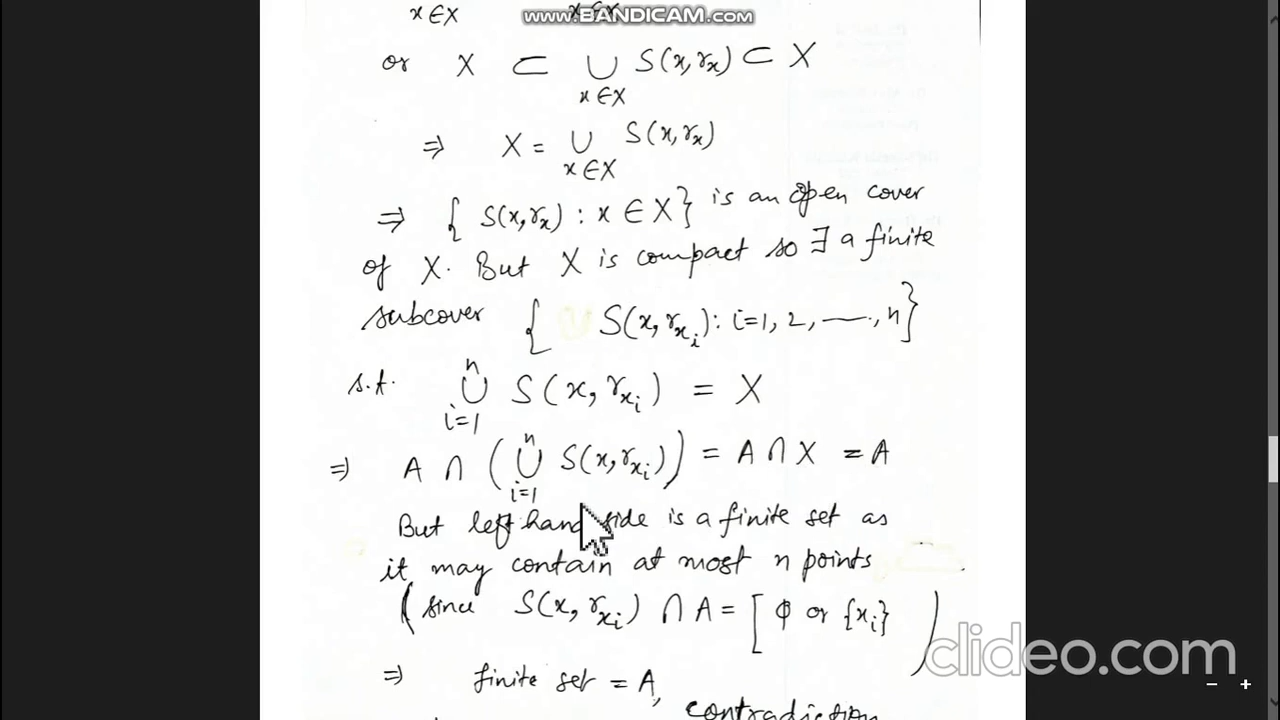 x ∈ X x ∈ X
WWW.BANDICAM.COM
or X ⊂ ∪ S(x, r_x) ⊂ X
x ∈ X
⇒ X = ∪ S(x, r_x)
x ∈ X
⇒ { S(x, r_x) : x ∈ X } is an open cover
of X. But X is compact so ∃ a finite
subcover { S(x, r_{x_i}) : i=1, 2, ——, n }
s.t. n ∪ i=1 S(x, r_{x_i}) = X
⇒ A ∩ ( n ∪ i=1 S(x, r_{x_i}) ) = A ∩ X = A
But left hand side is a finite set as
it may contain at most n points
( since S(x, r_{x_i}) ∩ A = [ ϕ or {x_i} )
clideo.com
⇒ finite set = A,
contradiction
− +